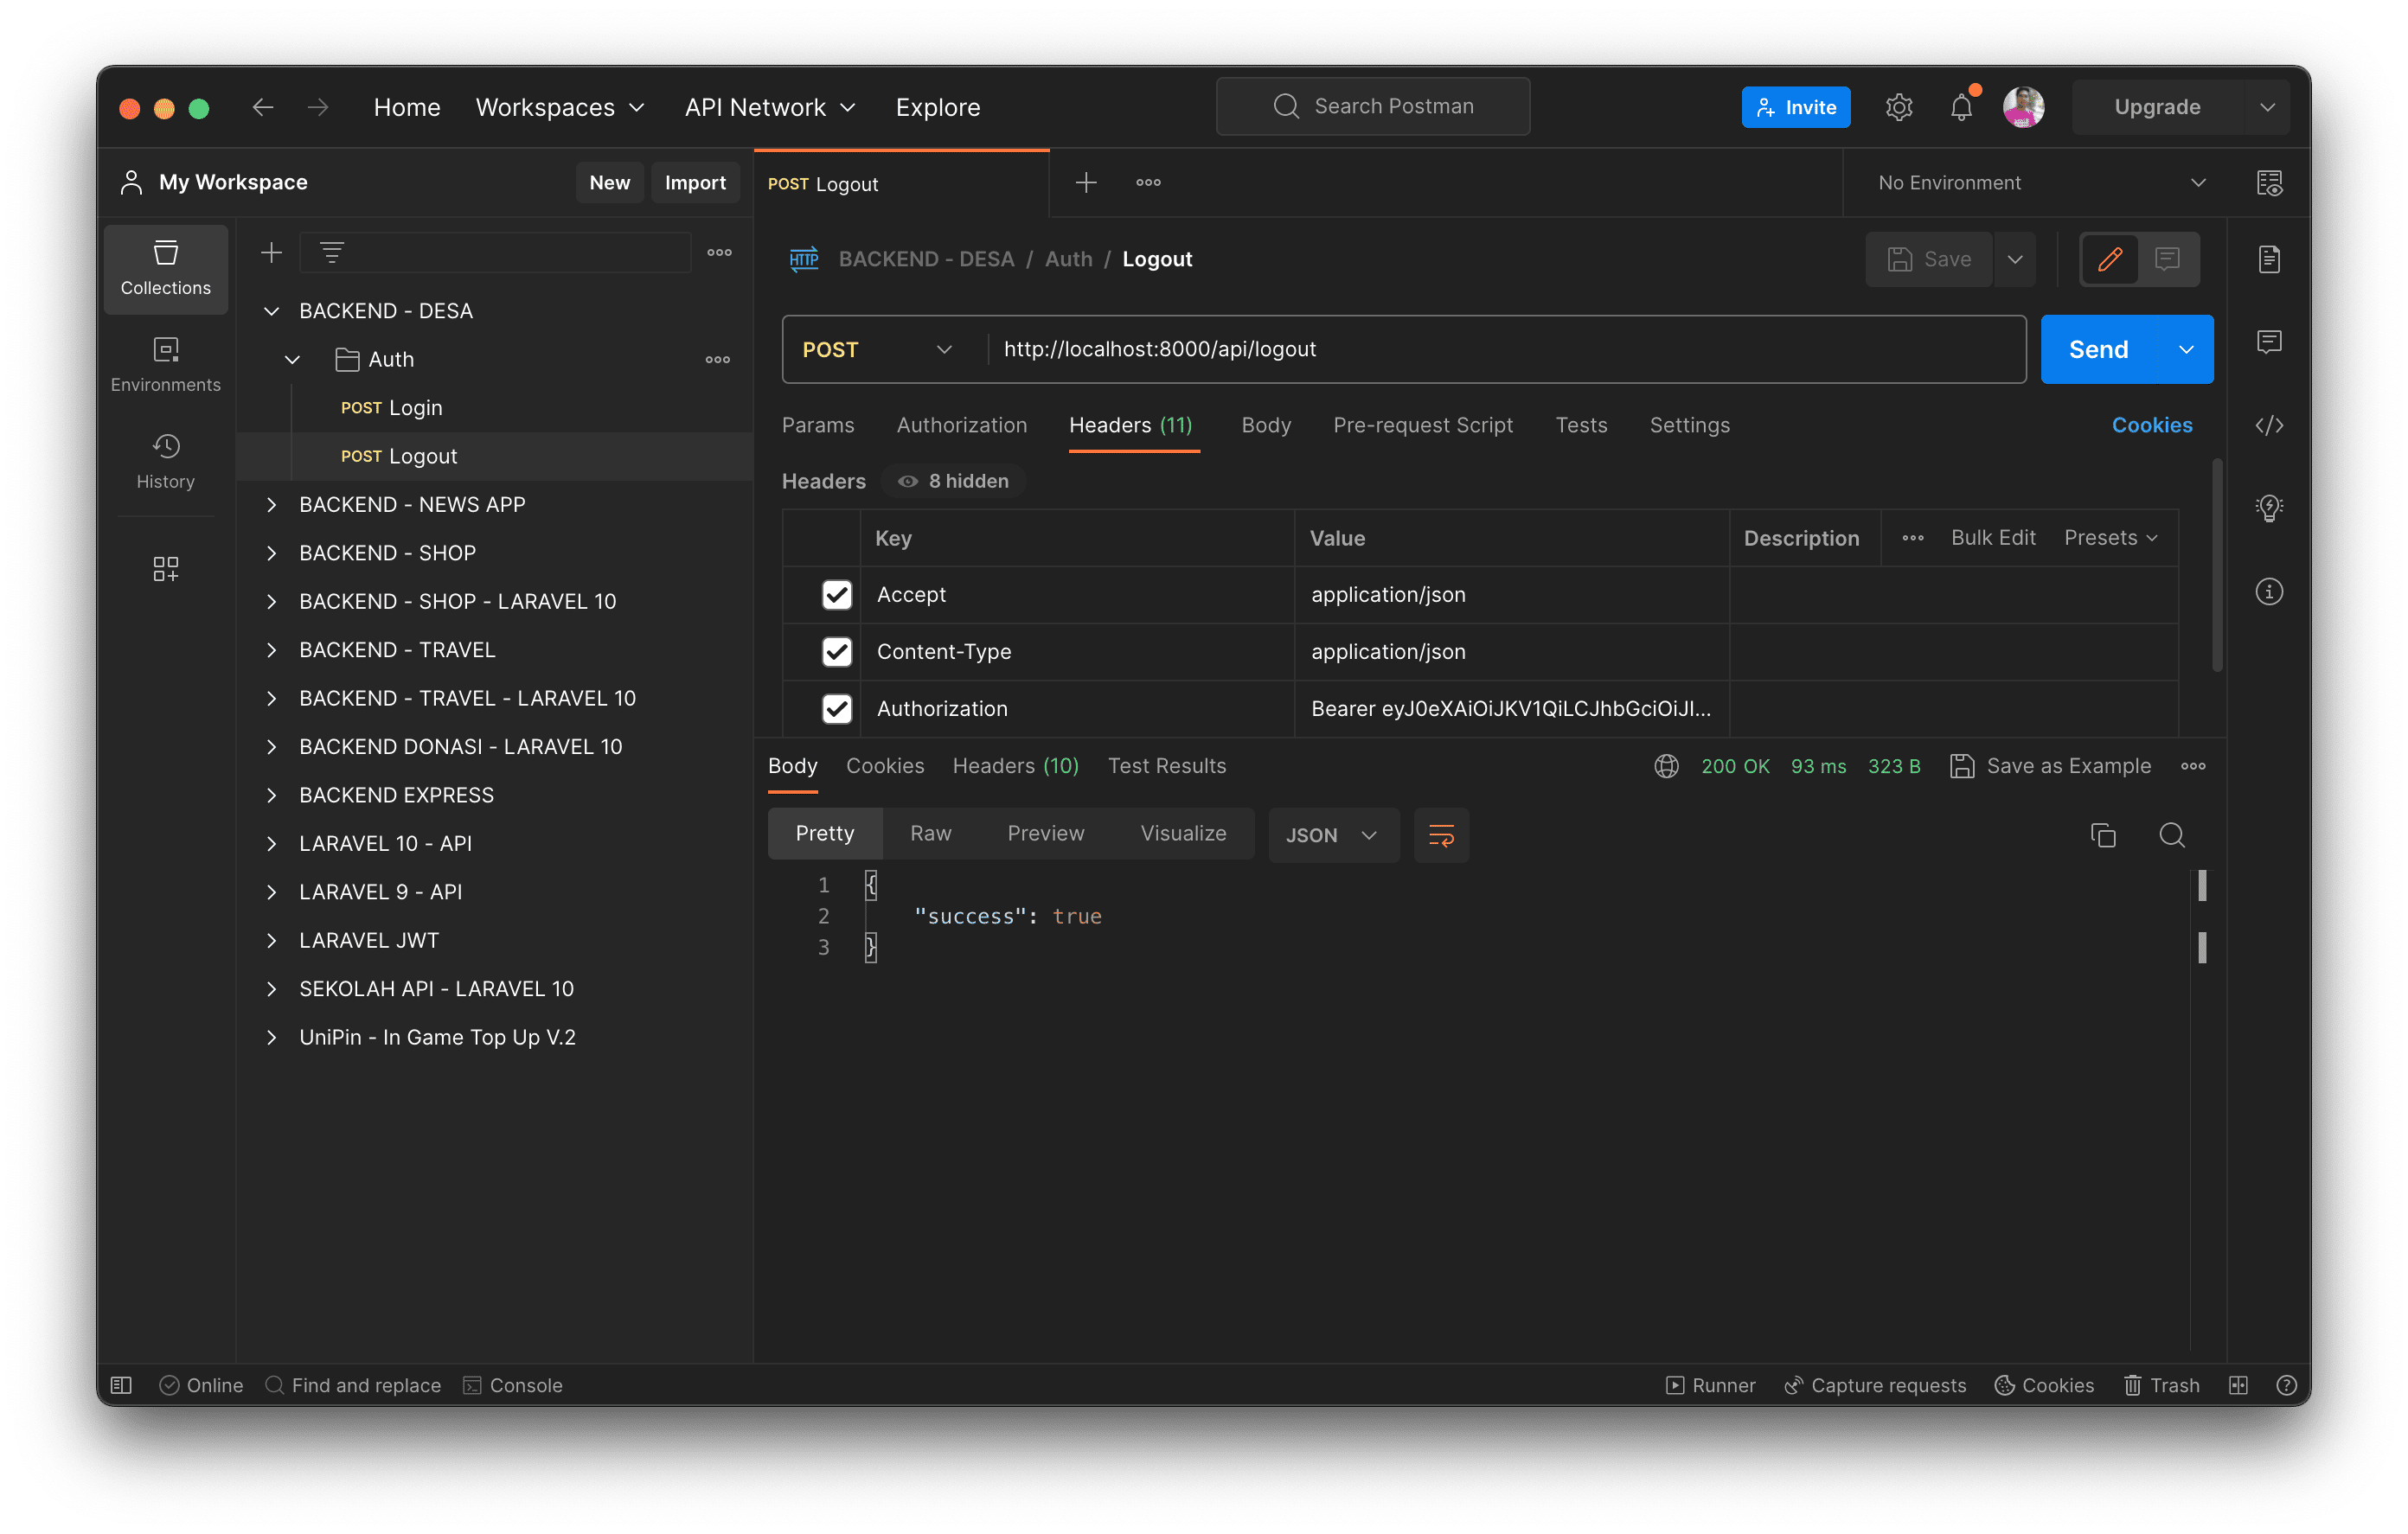 Home Workspaces API Network Explore Search Postman Invite Upgrade
My Workspace New Import
POST Logout No Environment
Collections
Environments
History
BACKEND - DESA
Auth
POST Login
POST Logout
BACKEND - NEWS APP
BACKEND - SHOP
BACKEND - SHOP - LARAVEL 10
BACKEND - TRAVEL
BACKEND - TRAVEL - LARAVEL 10
BACKEND DONASI - LARAVEL 10
BACKEND EXPRESS
LARAVEL 10 - API
LARAVEL 9 - API
LARAVEL JWT
SEKOLAH API - LARAVEL 10
UniPin - In Game Top Up V.2
HTTP BACKEND - DESA / Auth / Logout Save
POST http://localhost:8000/api/logout Send
Params Authorization Headers (11) Body Pre-request Script Tests Settings Cookies
Headers 8 hidden
Key Value Description Bulk Edit Presets
Accept application/json
Content-Type application/json
Authorization Bearer eyJ0eXAiOiJKV1QiLCJhbGciOiJI...
Body Cookies Headers (10) Test Results 200 OK 93 ms 323 B Save as Example
Pretty Raw Preview Visualize JSON
1 {
2 "success": true
3 }
Online Find and replace Console Runner Capture requests Cookies Trash